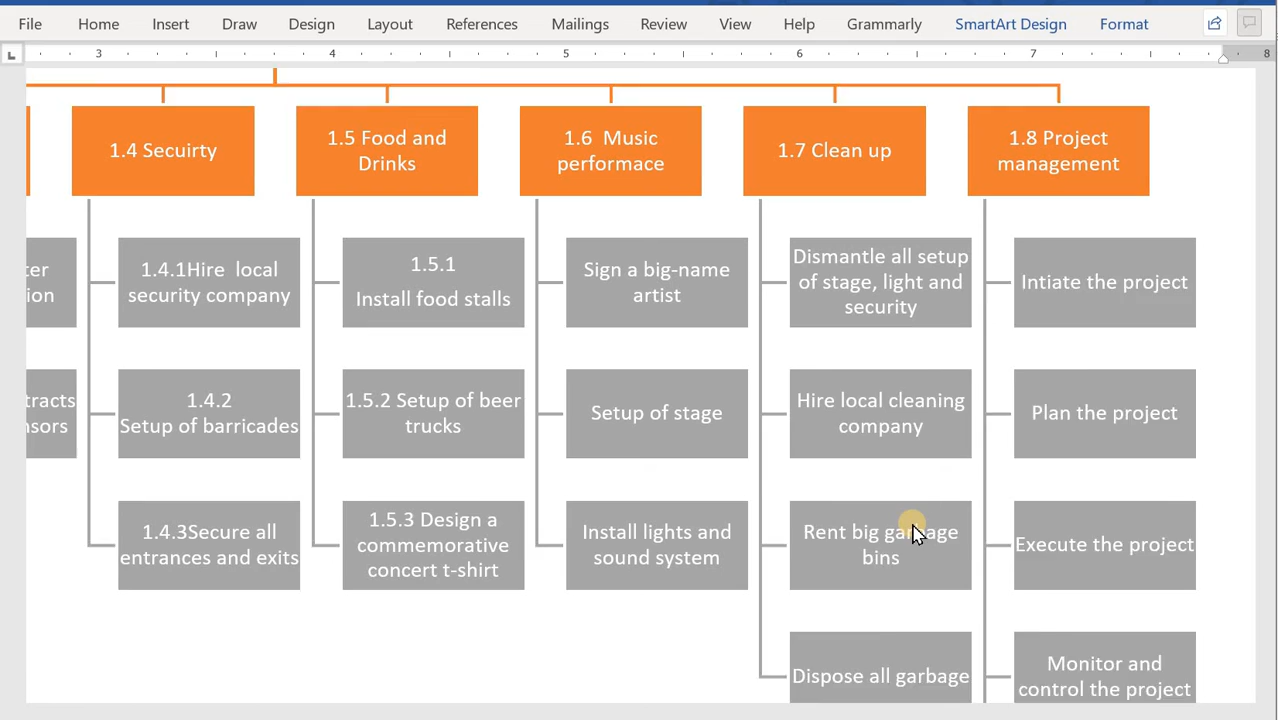 File Home Insert Draw Design Layout References Mailings Review View Help Grammarly SmartArt Design Format
3 4 5 6 7 8
1.4 Secuirty
1.5 Food and
Drinks
1.6 Music
performace
1.7 Clean up
1.8 Project
management
ter
ion
tracts
nsors
1.4.1Hire local
security company
1.4.2
Setup of barricades
1.4.3Secure all
entrances and exits
1.5.1
Install food stalls
1.5.2 Setup of beer
trucks
1.5.3 Design a
commemorative
concert t-shirt
Sign a big-name
artist
Setup of stage
Install lights and
sound system
Dismantle all setup
of stage, light and
security
Hire local cleaning
company
Rent big garbage
bins
Dispose all garbage
Intiate the project
Plan the project
Execute the project
Monitor and
control the project